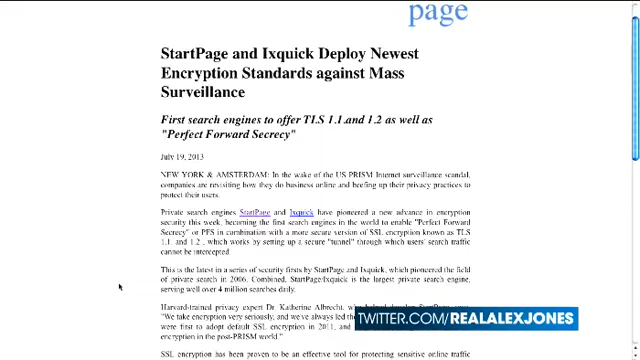 page
StartPage and Ixquick Deploy Newest
Encryption Standards against Mass
Surveillance
First search engines to offer TLS 1.1.and 1.2 as well as
"Perfect Forward Secrecy"
July 19, 2013
NEW YORK & AMSTERDAM: In the wake of the US PRISM Internet surveillance scandal,
companies are revisiting how they do business online and beefing up their privacy practices to
protect their users.
Private search engines StartPage and Ixquick have pioneered a new advance in encryption
security this week, becoming the first search engines in the world to enable "Perfect Forward
Secrecy" or PFS in combination with a more secure version of SSL encryption known as TLS
1.1. and 1.2 , which works by setting up a secure "tunnel" through which users' search traffic
cannot be intercepted.
This is the latest in a series of security firsts by StartPage and Ixquick, which pioneered the field
of private search in 2006. Combined, StartPage/Ixquick is the largest private search engine,
serving well over 4 million searches daily.
Harvard-trained privacy expert Dr. Katherine Albrecht,
"We take encryption very seriously, and we've always led the
were first to adopt default SSL encryption in 2011, and
encryption in the post-PRISM world."
TWITTER.COM/REALALEXJONES
SSL encryption has been proven to be an effective tool for protecting sensitive online traffic